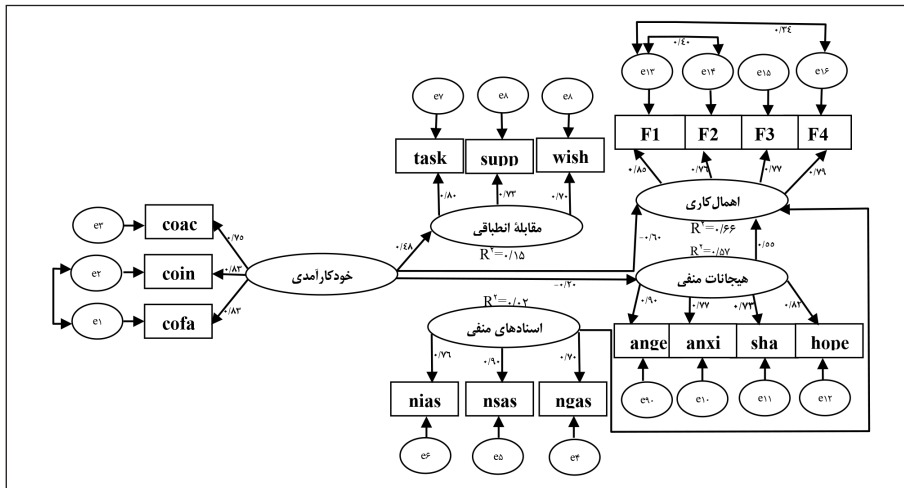 ۰/۳٤
۰/٤۰
e۱۳
e۱۴
e۱۵
e۱۶
e۷
e۸
e۸
F1
F2
F3
F4
task
supp
wish
۰/۸۵
۰/۷۶
۰/۷۷
۰/۷۹
۰/۸۰
۰/۷۳
۰/۷۰
اهمال‌کاری
R۲=۰/۶۶
مقابلهٔ انطباقی
R۲=۰/۱۵
e۳
coac
۰/۷۵
۰/٤۸
-۰/٦۰
۰/۵۵
R۲=۰/۵۷
e۲
coin
۰/۸۳
خودکارآمدی
هیجانات منفی
-۰/۲۰
e۱
cofa
۰/۸۳
R۲=۰/۰۲
اسنادهای منفی
۰/۹۰
۰/۷۷
۰/۷۳
۰/۸۲
ange
anxi
sha
hope
۰/۷٦
۰/۹۰
۰/۷۰
nias
nsas
ngas
e۹۰
e۱۰
e۱۱
e۱۲
e۶
e۵
e۴